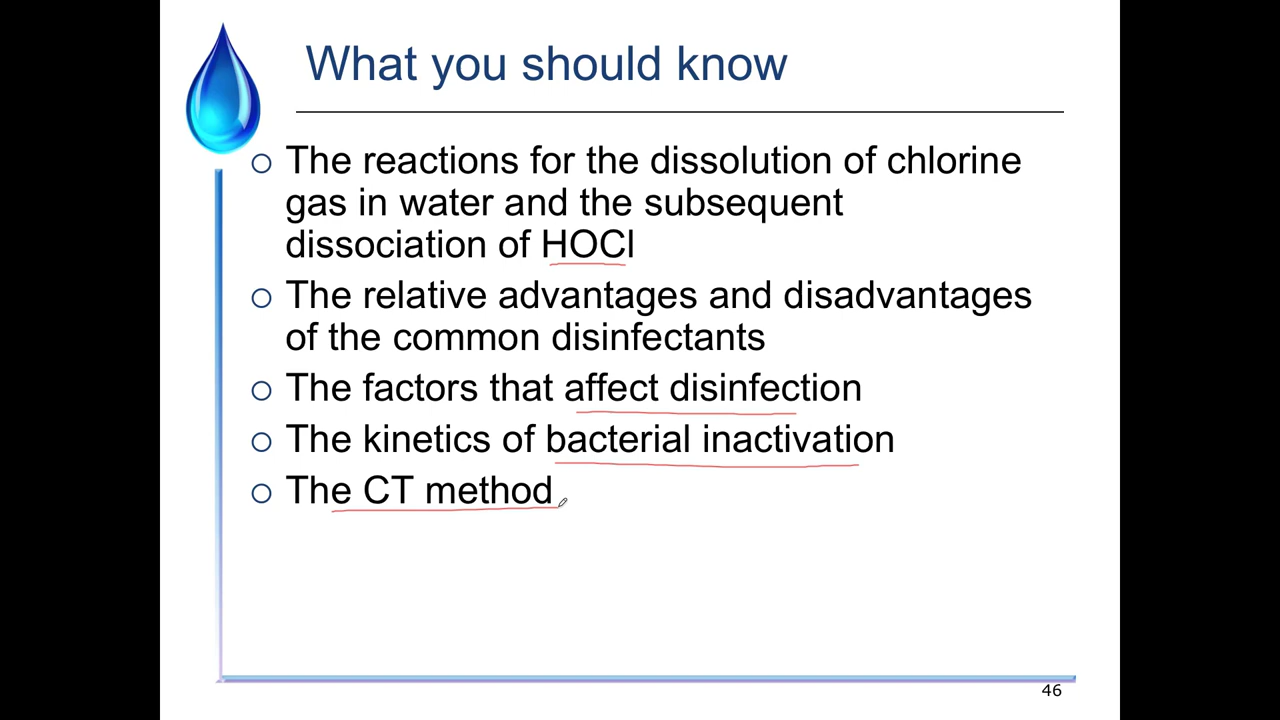 What you should know
○ The reactions for the dissolution of chlorine
gas in water and the subsequent
dissociation of HOCl
○ The relative advantages and disadvantages
of the common disinfectants
○ The factors that affect disinfection
○ The kinetics of bacterial inactivation
○ The CT method
46